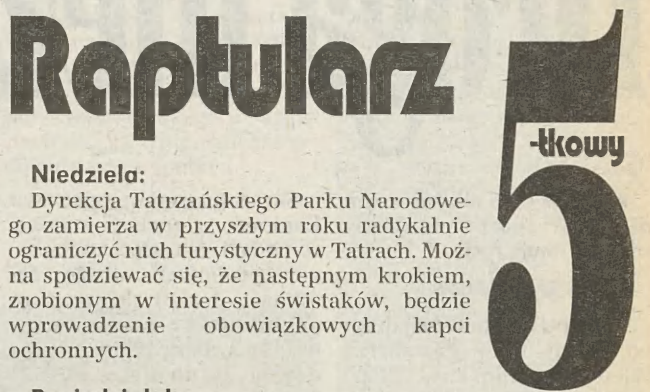 Raptularz
5
-tkowy
Niedziela:
Dyrekcja Tatrzańskiego Parku Narodowe-
go zamierza w przyszłym roku radykalnie
ograniczyć ruch turystyczny w Tatrach. Moż-
na spodziewać się, że następnym krokiem,
zrobionym w interesie świstaków, będzie
wprowadzenie obowiązkowych kapci
ochronnych.